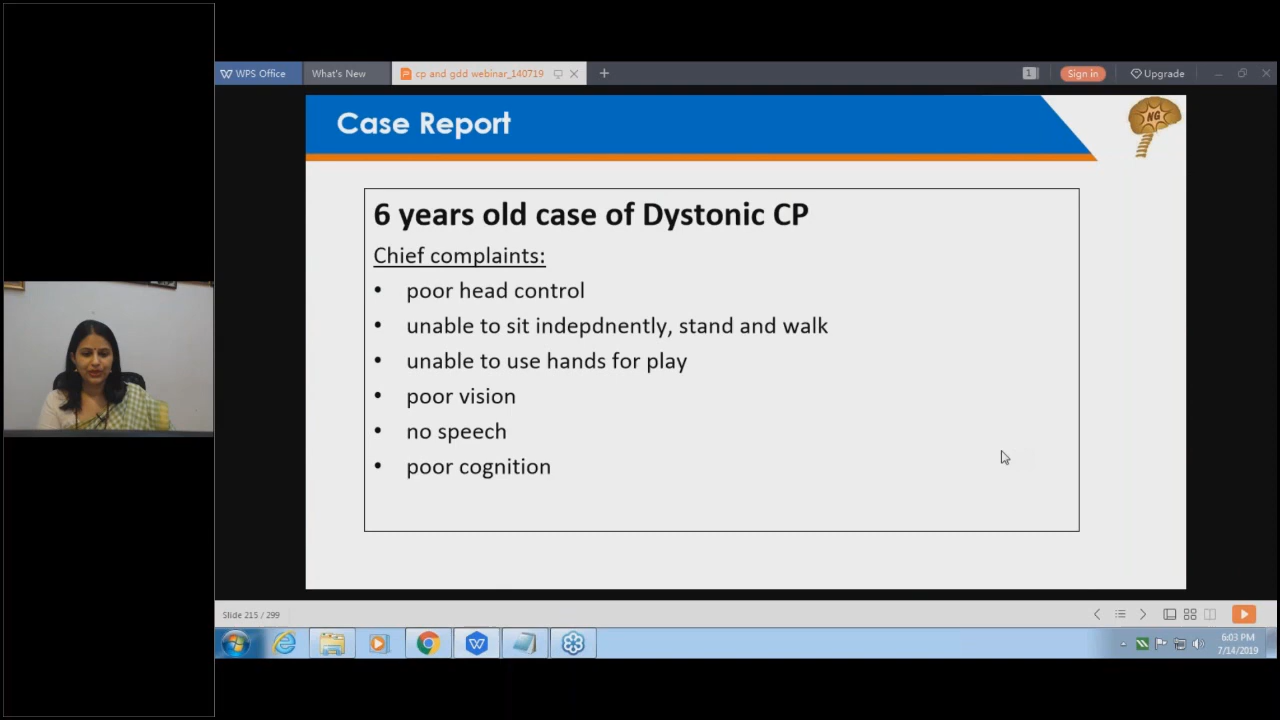 WPS Office
What's New
cp and gdd webinar_140719
1
Sign in
Upgrade
Case Report
NG
6 years old case of Dystonic CP
Chief complaints:
• poor head control
• unable to sit indepdnently, stand and walk
• unable to use hands for play
• poor vision
• no speech
• poor cognition
Slide 215 / 299
6:03 PM
7/14/2019